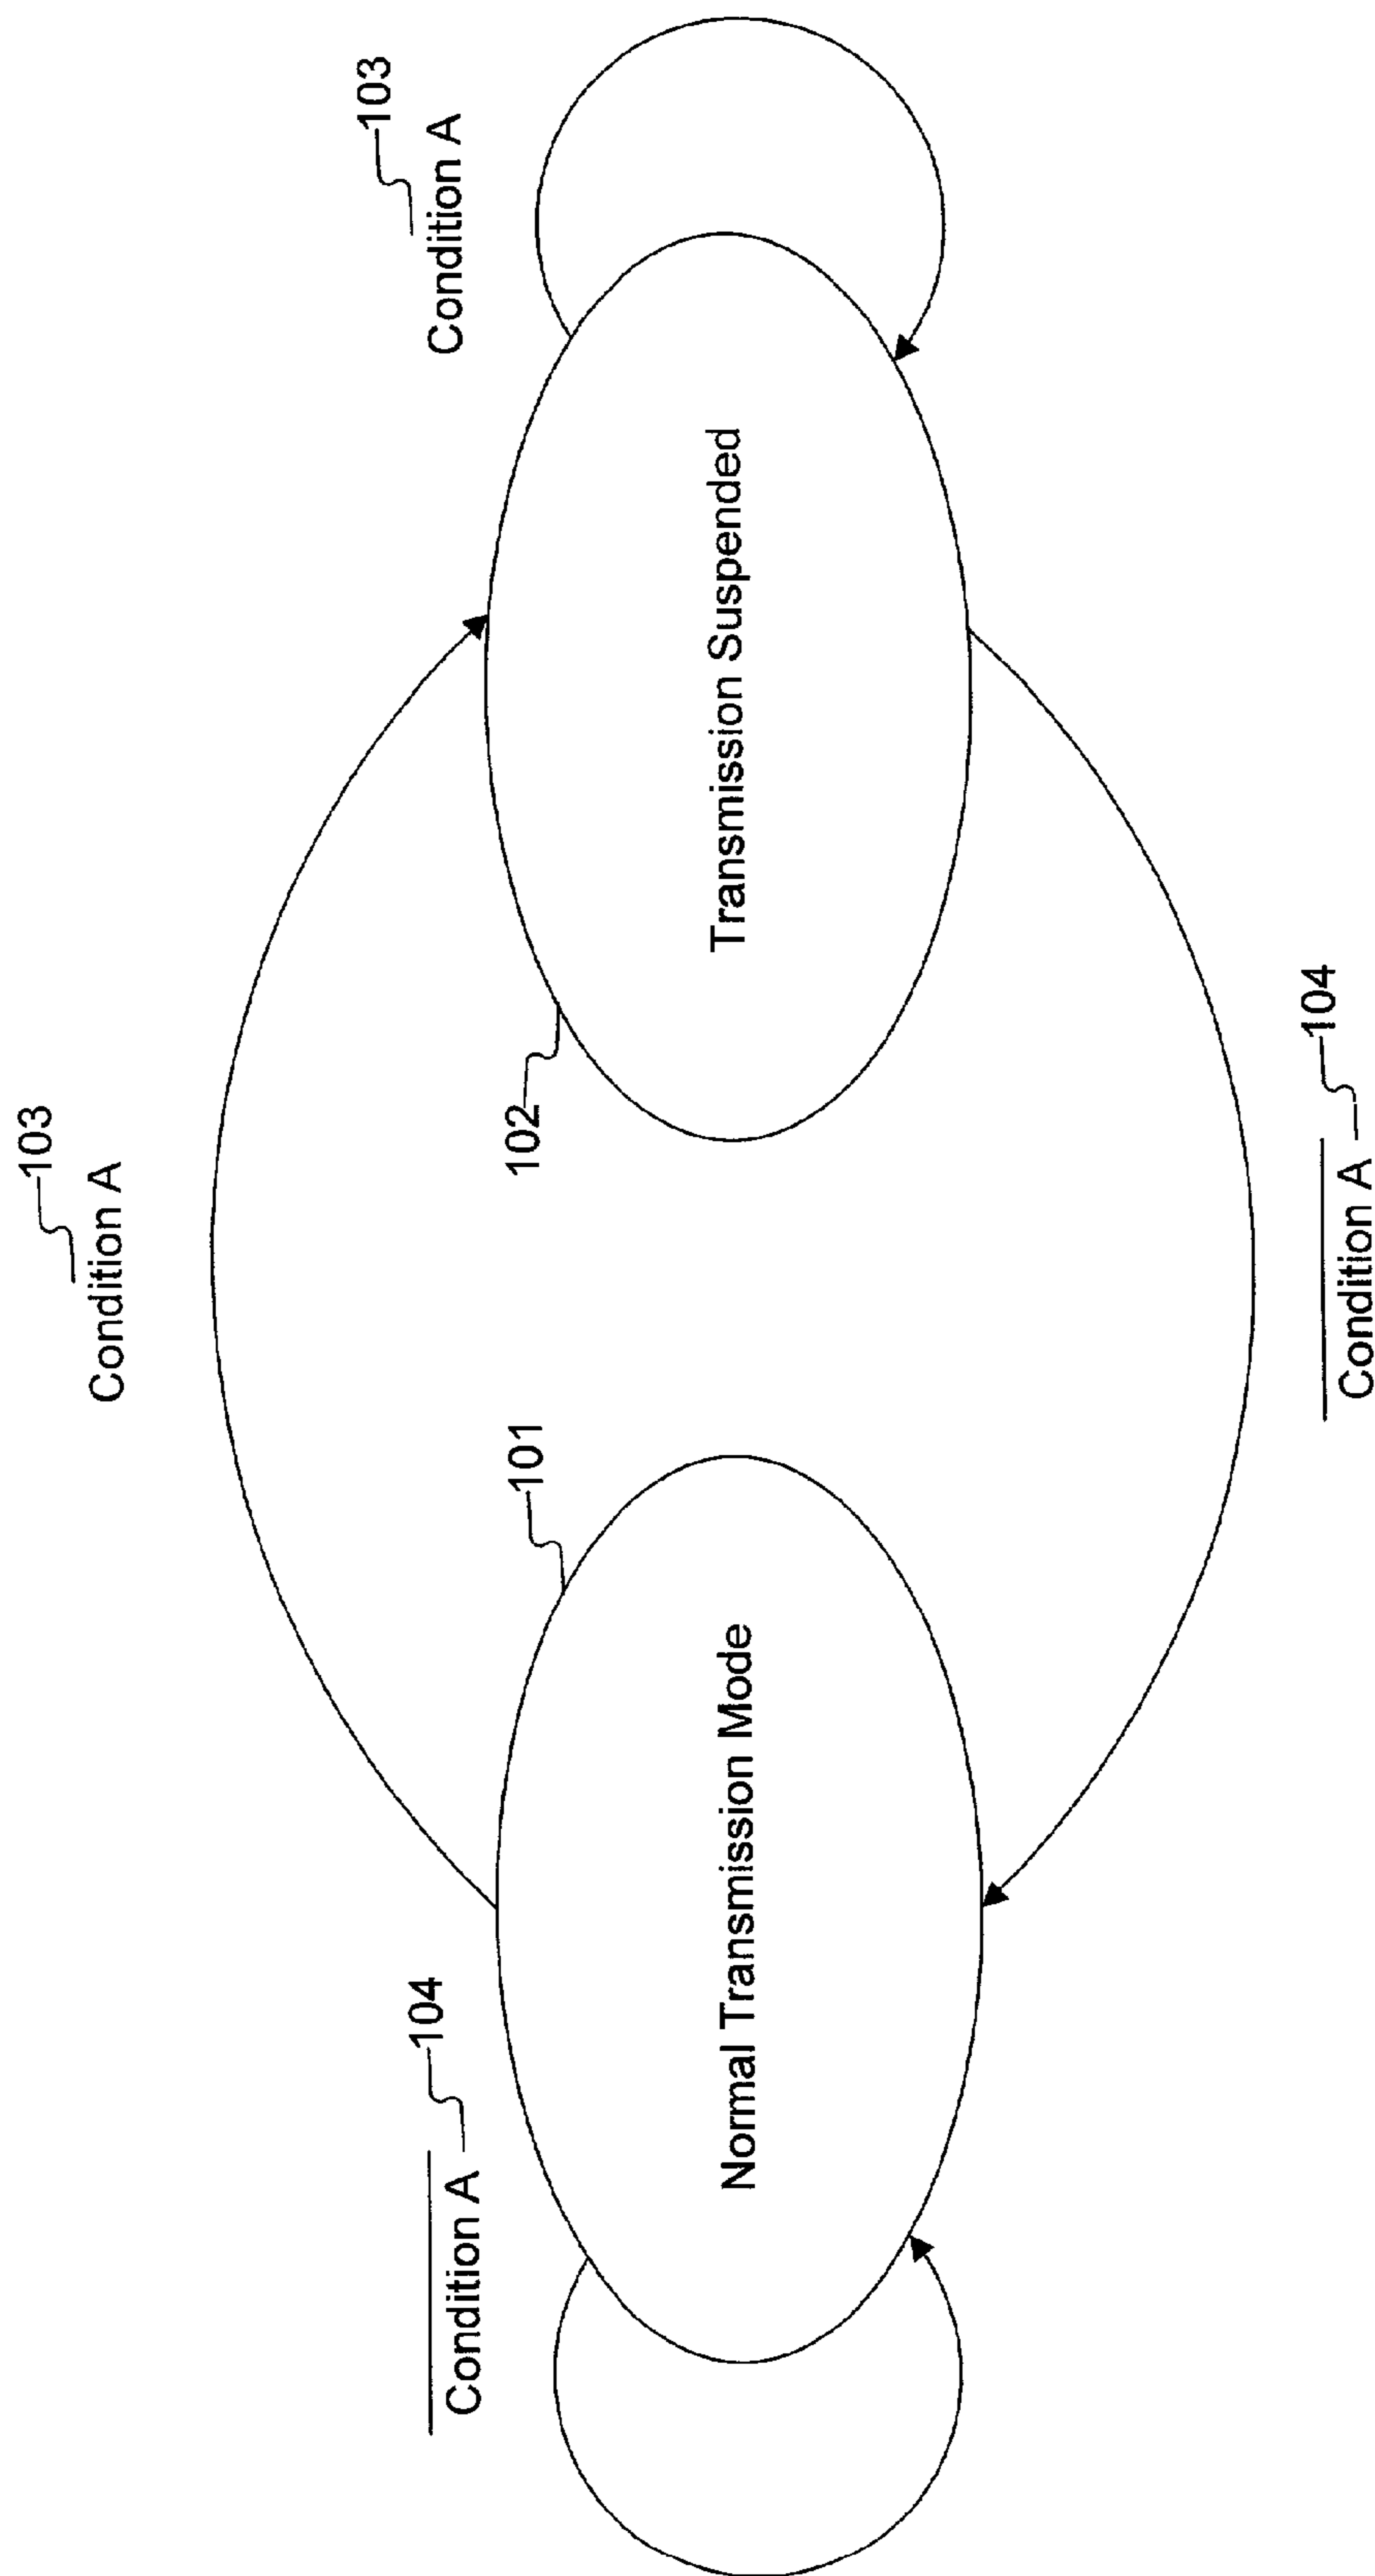 103
Condition A
103
Condition A
104
Condition A
101
102
Normal Transmission Mode
Transmission Suspended
104
Condition A